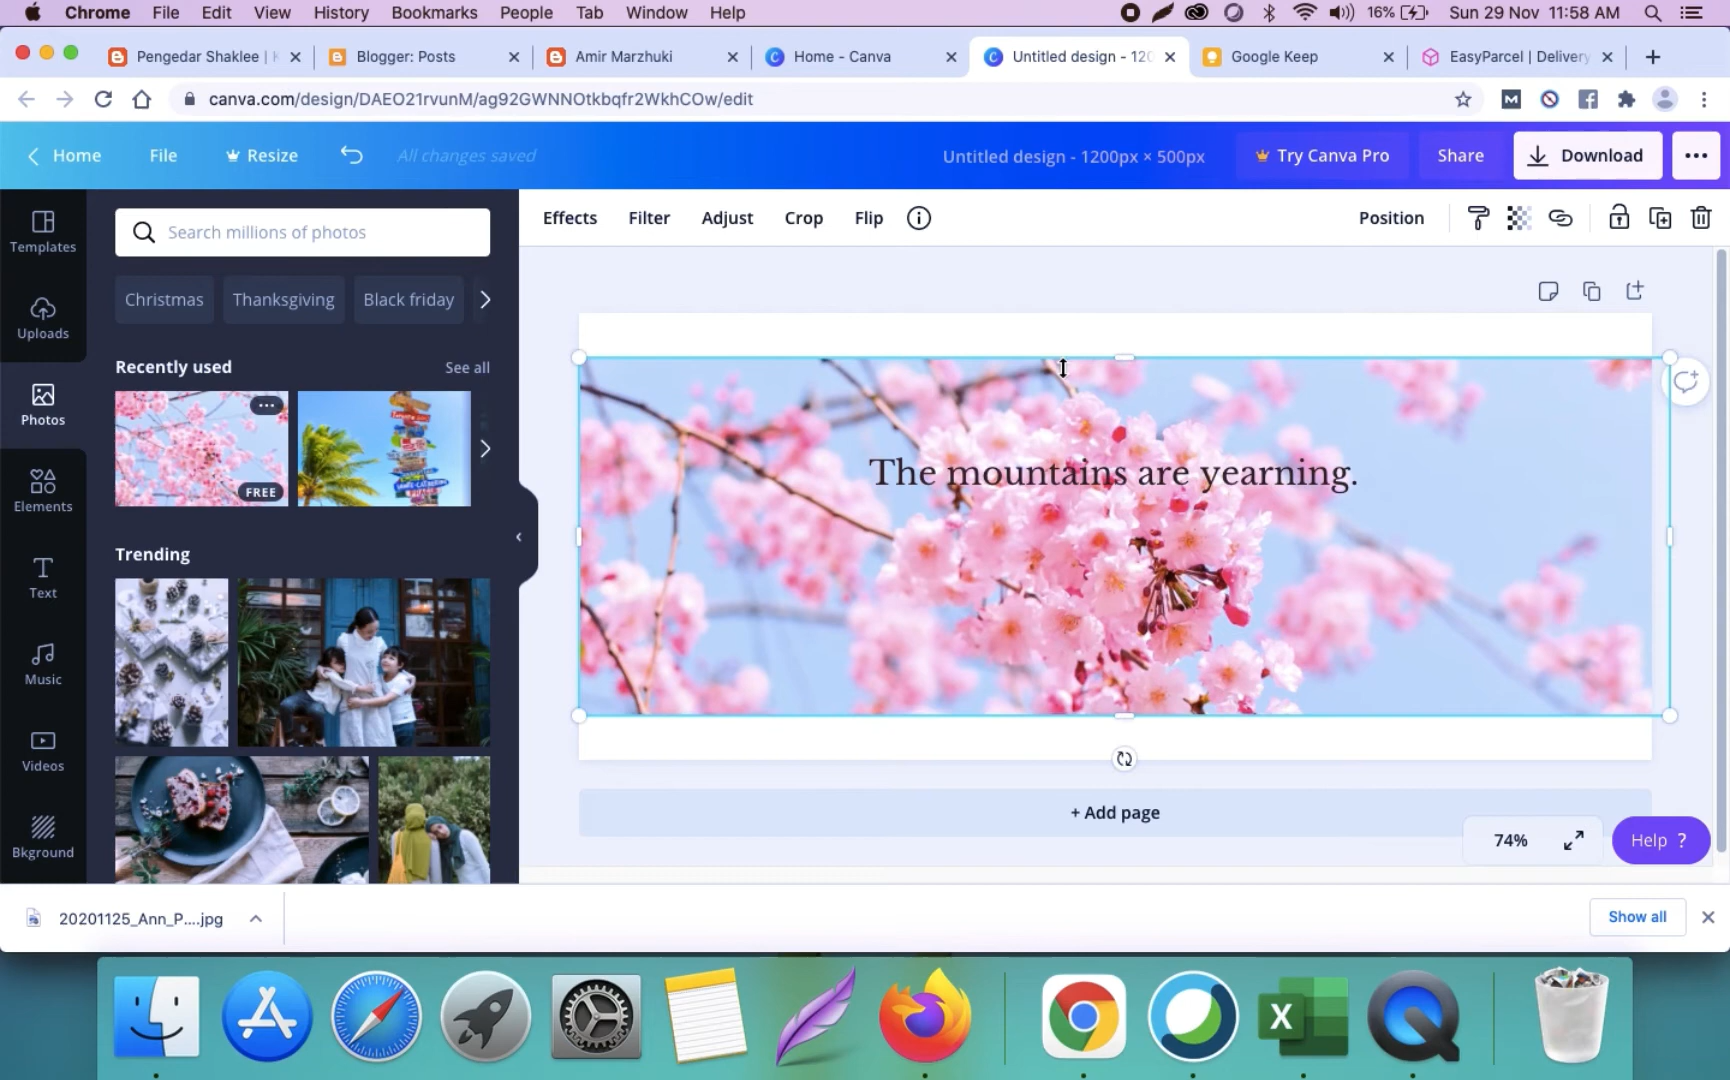 Chrome File Edit View History Bookmarks People Tab Window Help
16% Sun 29 Nov 11:58 AM
Pengedar Shaklee |
Blogger: Posts
Amir Marzhuki
Home - Canva
Untitled design - 120
Google Keep
EasyParcel | Delivery
canva.com/design/DAEO21rvunM/ag92GWNNOtkbqfr2WkhCOw/edit
Home File Resize All changes saved
Untitled design - 1200px × 500px
Try Canva Pro
Share
Download
Templates
Uploads
Photos
Elements
Text
Music
Videos
Bkground
Search millions of photos
Christmas Thanksgiving Black friday
Recently used See all
FREE
Trending
Effects Filter Adjust Crop Flip Position
The mountains are yearning.
+ Add page
74%
Help ?
20201125_Ann_P....jpg
Show all
X